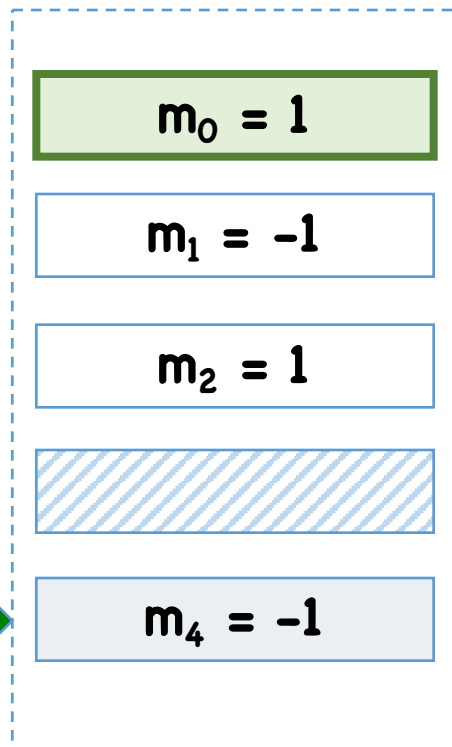 m₀ = 1
m₁ = -1
m₂ = 1
m₄ = -1